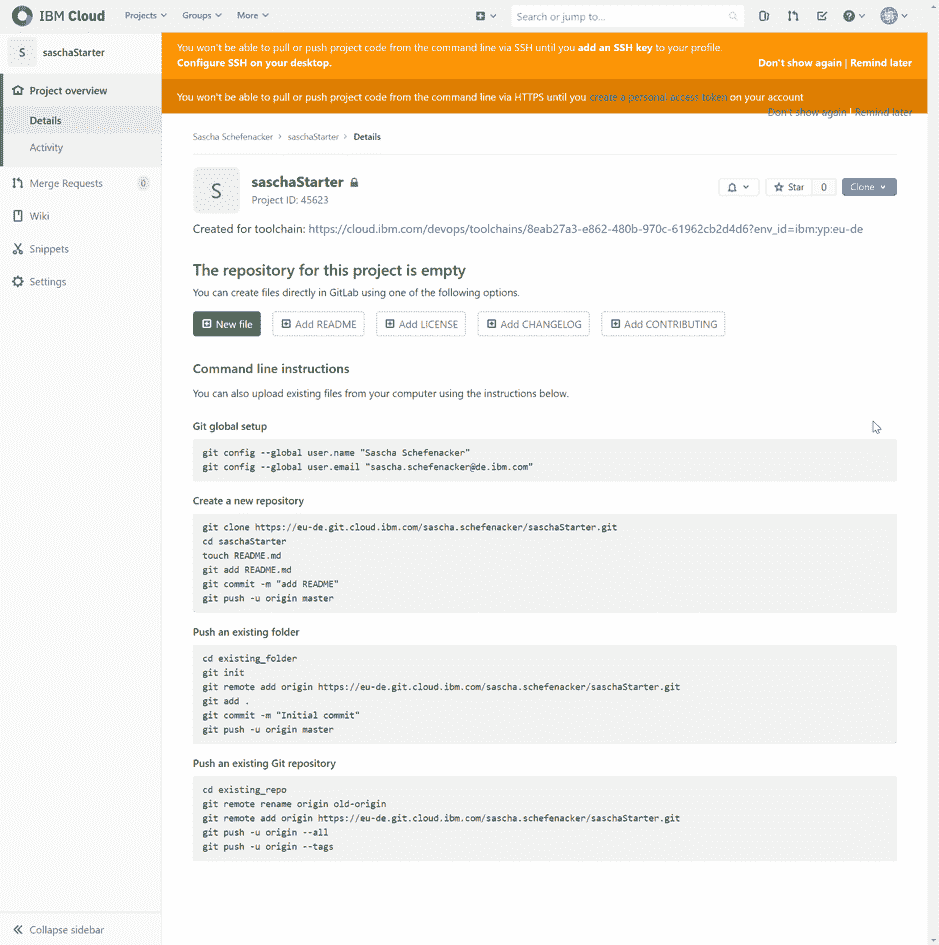 IBM Cloud Projects Groups More Search or jump to...
S saschaStarter
Project overview
Details
Activity
Merge Requests 0
Wiki
Snippets
Settings
Collapse sidebar
You won't be able to pull or push project code from the command line via SSH until you add an SSH key to your profile
Configure SSH on your desktop.
Don't show again | Remind later
You won't be able to pull or push project code from the command line via HTTPS until you create a personal access token on your account
Don't show again | Remind later
Sascha Schefenacker > saschaStarter > Details
S
saschaStarter
Project ID: 45623
Star 0 Clone
Created for toolchain: https://cloud.ibm.com/devops/toolchains/8eab27a3-e862-480b-970c-61962cb2d4d6?env_id=ibm:yp:eu-de
The repository for this project is empty
You can create files directly in GitLab using one of the following options.
New file Add README Add LICENSE Add CHANGELOG Add CONTRIBUTING
Command line instructions
You can also upload existing files from your computer using the instructions below.
Git global setup
git config --global user.name "Sascha Schefenacker"
git config --global user.email "sascha.schefenacker@de.ibm.com"
Create a new repository
git clone https://eu-de.git.cloud.ibm.com/sascha.schefenacker/saschaStarter.git
cd saschaStarter
touch README.md
git add README.md
git commit -m "add README"
git push -u origin master
Push an existing folder
cd existing_folder
git init
git remote add origin https://eu-de.git.cloud.ibm.com/sascha.schefenacker/saschaStarter.git
git add .
git commit -m "Initial commit"
git push -u origin master
Push an existing Git repository
cd existing_repo
git remote rename origin old-origin
git remote add origin https://eu-de.git.cloud.ibm.com/sascha.schefenacker/saschaStarter.git
git push -u origin --all
git push -u origin --tags